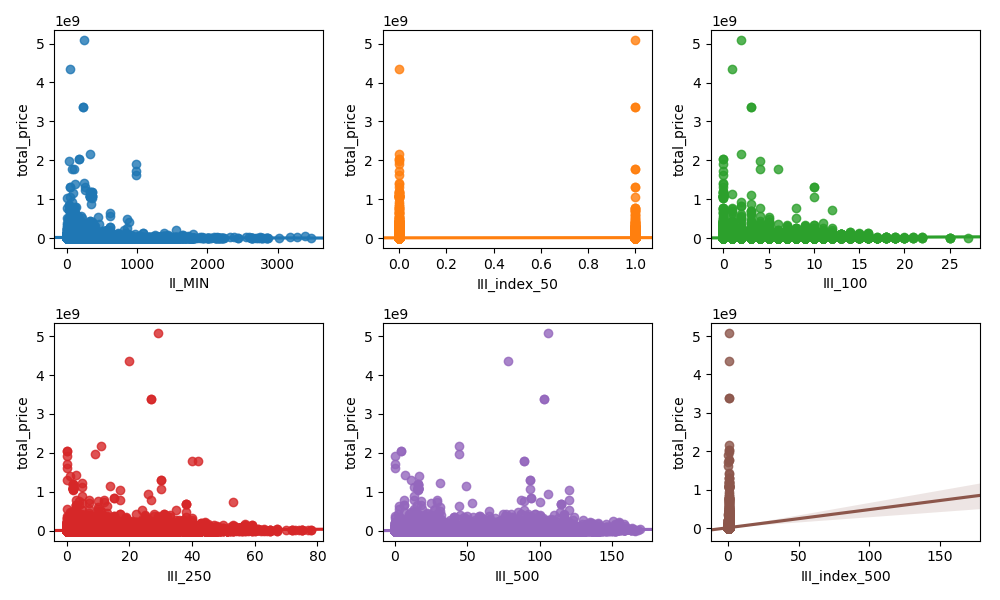 1e9 1e9 1e9
5 5 5
4 4 4
3 3 3
2 2 2
1 1 1
0 0 0
total_price total_price total_price
0 1000 2000 3000 0.0 0.2 0.4 0.6 0.8 1.0 0 5 10 15 20 25
II_MIN III_index_50 III_100
1e9 1e9 1e9
5 5 5
4 4 4
3 3 3
2 2 2
1 1 1
0 0 0
total_price total_price total_price
0 20 40 60 80 0 50 100 150 0 50 100 150
III_250 III_500 III_index_500